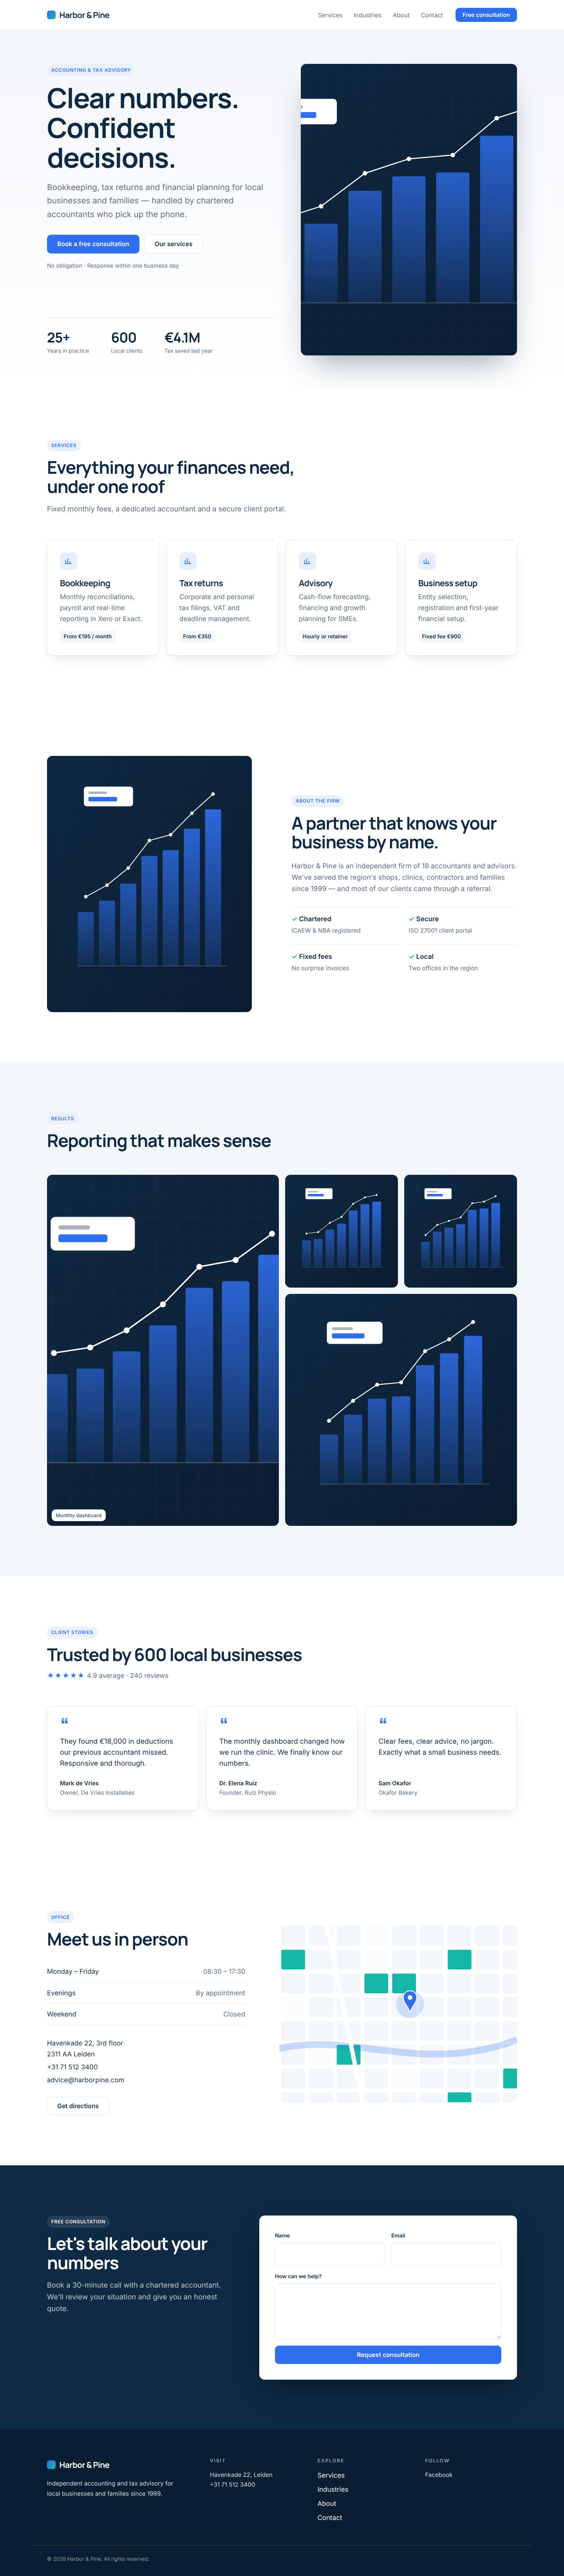 Harbor & Pine
Services Industries About Contact Free consultation
ACCOUNTING & TAX ADVISORY
Clear numbers.
Confident
decisions.
Bookkeeping, tax returns and financial planning for local
businesses and families — handled by chartered
accountants who pick up the phone.
Book a free consultation Our services
No obligation · Response within one business day
25+ 600 €4.1M
Years in practice Local clients Tax saved last year
SERVICES
Everything your finances need,
under one roof
Fixed monthly fees, a dedicated accountant and a secure client portal.
Bookkeeping
Monthly reconciliations,
payroll and real-time
reporting in Xero or Exact.
From €195 / month
Tax returns
Corporate and personal
tax filings, VAT and
deadline management.
From €350
Advisory
Cash-flow forecasting,
financing and growth
planning for SMEs.
Hourly or retainer
Business setup
Entity selection,
registration and first-year
financial setup.
Fixed fee €900
ABOUT THE FIRM
A partner that knows your
business by name.
Harbor & Pine is an independent firm of 18 accountants and advisors.
We've served the region's shops, clinics, contractors and families
since 1999 — and most of our clients came through a referral.
✓ Chartered
ICAEW & NBA registered
✓ Secure
ISO 27001 client portal
✓ Fixed fees
No surprise invoices
✓ Local
Two offices in the region
RESULTS
Reporting that makes sense
Monthly dashboard
CLIENT STORIES
Trusted by 600 local businesses
★★★★★ 4.9 average · 240 reviews
“
They found €18,000 in deductions
our previous accountant missed.
Responsive and thorough.
Mark de Vries
Owner, De Vries Installaties
“
The monthly dashboard changed how
we run the clinic. We finally know our
numbers.
Dr. Elena Ruiz
Founder, Ruiz Physio
“
Clear fees, clear advice, no jargon.
Exactly what a small business needs.
Sam Okafor
Okafor Bakery
OFFICE
Meet us in person
Monday – Friday 08:30 – 17:30
Evenings By appointment
Weekend Closed
Havenkade 22, 3rd floor
2311 AA Leiden
+31 71 512 3400
advice@harborpine.com
Get directions
FREE CONSULTATION
Let's talk about your
numbers
Book a 30-minute call with a chartered accountant.
We'll review your situation and give you an honest
quote.
Name Email
How can we help?
Request consultation
Harbor & Pine
Independent accounting and tax advisory for
local businesses and families since 1999.
VISIT
Havenkade 22, Leiden
+31 71 512 3400
EXPLORE
Services
Industries
About
Contact
FOLLOW
Facebook
© 2026 Harbor & Pine. All rights reserved.